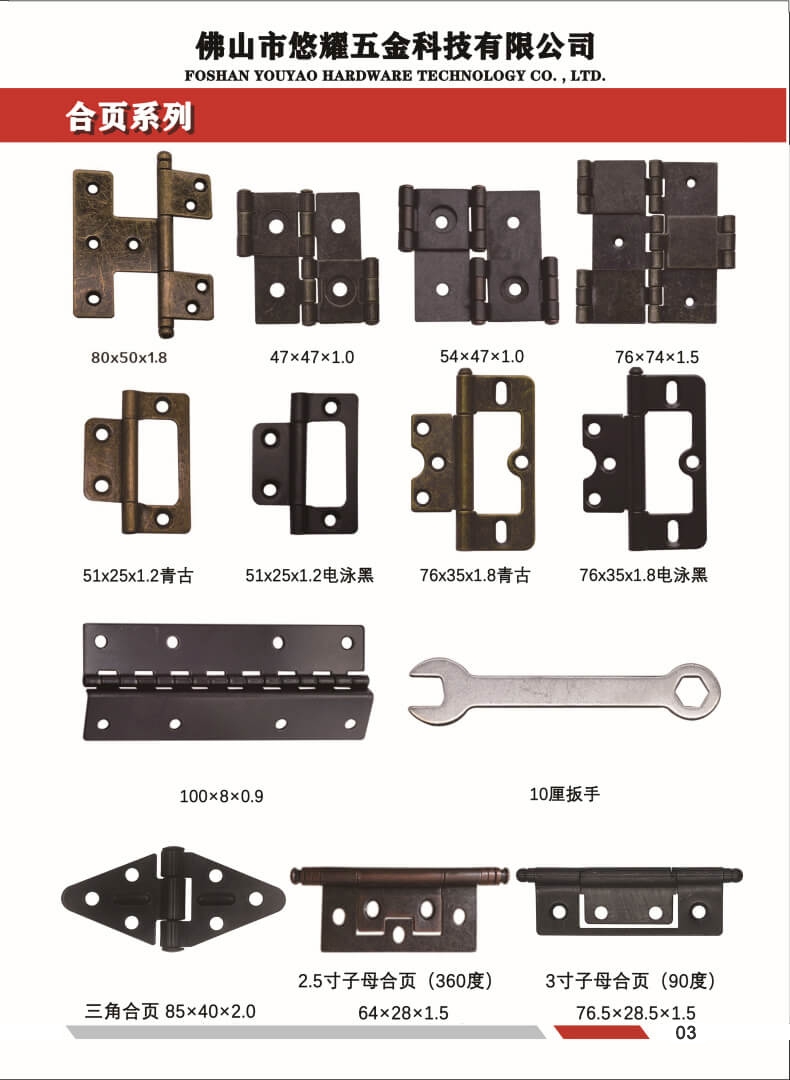 佛山市悠耀五金科技有限公司
FOSHAN YOUYAO HARDWARE TECHNOLOGY CO. , LTD.
合页系列
80x50x1.8
47×47×1.0
54×47×1.0
76×74×1.5
51x25x1.2青古
51x25x1.2电泳黑
76x35x1.8青古
76x35x1.8电泳黑
100×8×0.9
10厘扳手
三角合页 85×40×2.0
2.5寸子母合页（360度）
64×28×1.5
3寸子母合页（90度）
76.5×28.5×1.5
03